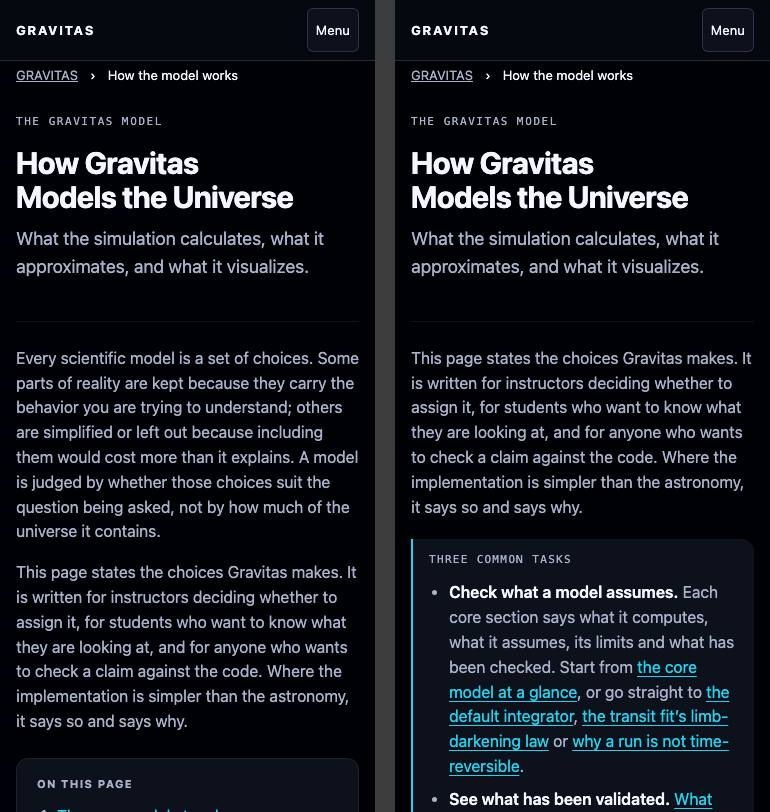 GRAVITAS
Menu
GRAVITAS › How the model works
THE GRAVITAS MODEL
How Gravitas
Models the Universe
What the simulation calculates, what it
approximates, and what it visualizes.
Every scientific model is a set of choices. Some
parts of reality are kept because they carry the
behavior you are trying to understand; others
are simplified or left out because including
them would cost more than it explains. A model
is judged by whether those choices suit the
question being asked, not by how much of the
universe it contains.
This page states the choices Gravitas makes. It
is written for instructors deciding whether to
assign it, for students who want to know what
they are looking at, and for anyone who wants
to check a claim against the code. Where the
implementation is simpler than the astronomy,
it says so and says why.
ON THIS PAGE
GRAVITAS
Menu
GRAVITAS › How the model works
THE GRAVITAS MODEL
How Gravitas
Models the Universe
What the simulation calculates, what it
approximates, and what it visualizes.
This page states the choices Gravitas makes. It
is written for instructors deciding whether to
assign it, for students who want to know what
they are looking at, and for anyone who wants
to check a claim against the code. Where the
implementation is simpler than the astronomy,
it says so and says why.
THREE COMMON TASKS
• Check what a model assumes. Each
core section says what it computes,
what it assumes, its limits and what has
been checked. Start from the core
model at a glance, or go straight to the
default integrator, the transit fit’s limb-
darkening law or why a run is not time-
reversible.
• See what has been validated. What